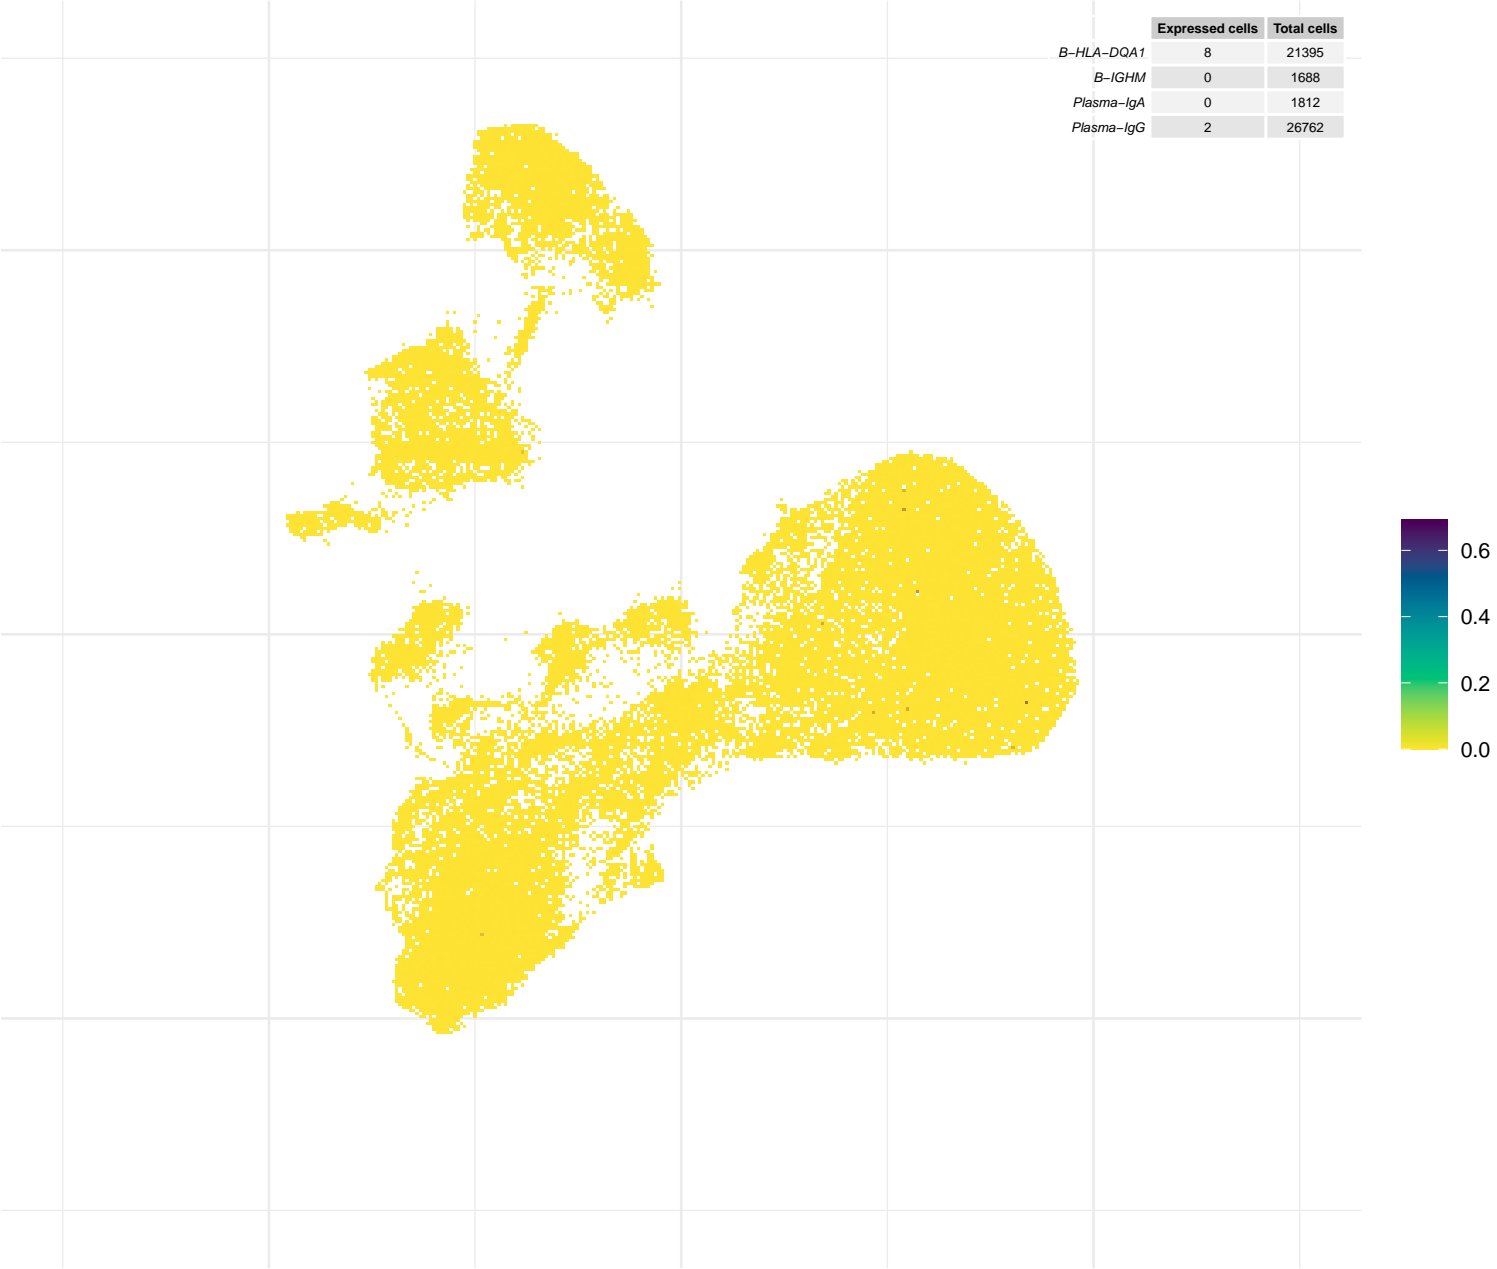 Expressed cells Total cells
B−HLA−DQA1 8 21395
B−IGHM 0 1688
Plasma−IgA 0 1812
Plasma−IgG 2 26762
0.6
0.4
0.2
0.0